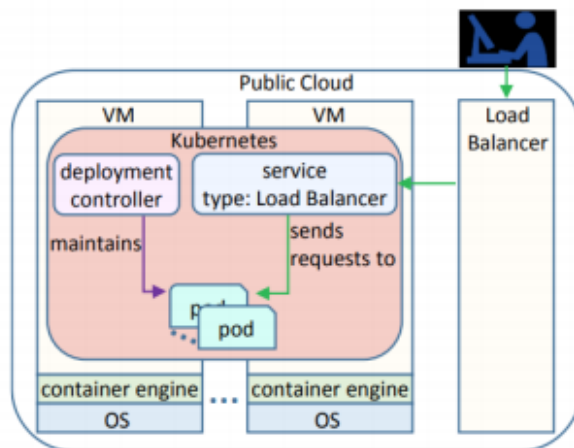 Public Cloud
VM
VM
Load
Balancer
Kubernetes
deployment
controller
service
type: Load Balancer
maintains
sends
requests to
pod
pod
container engine
container engine
OS
OS